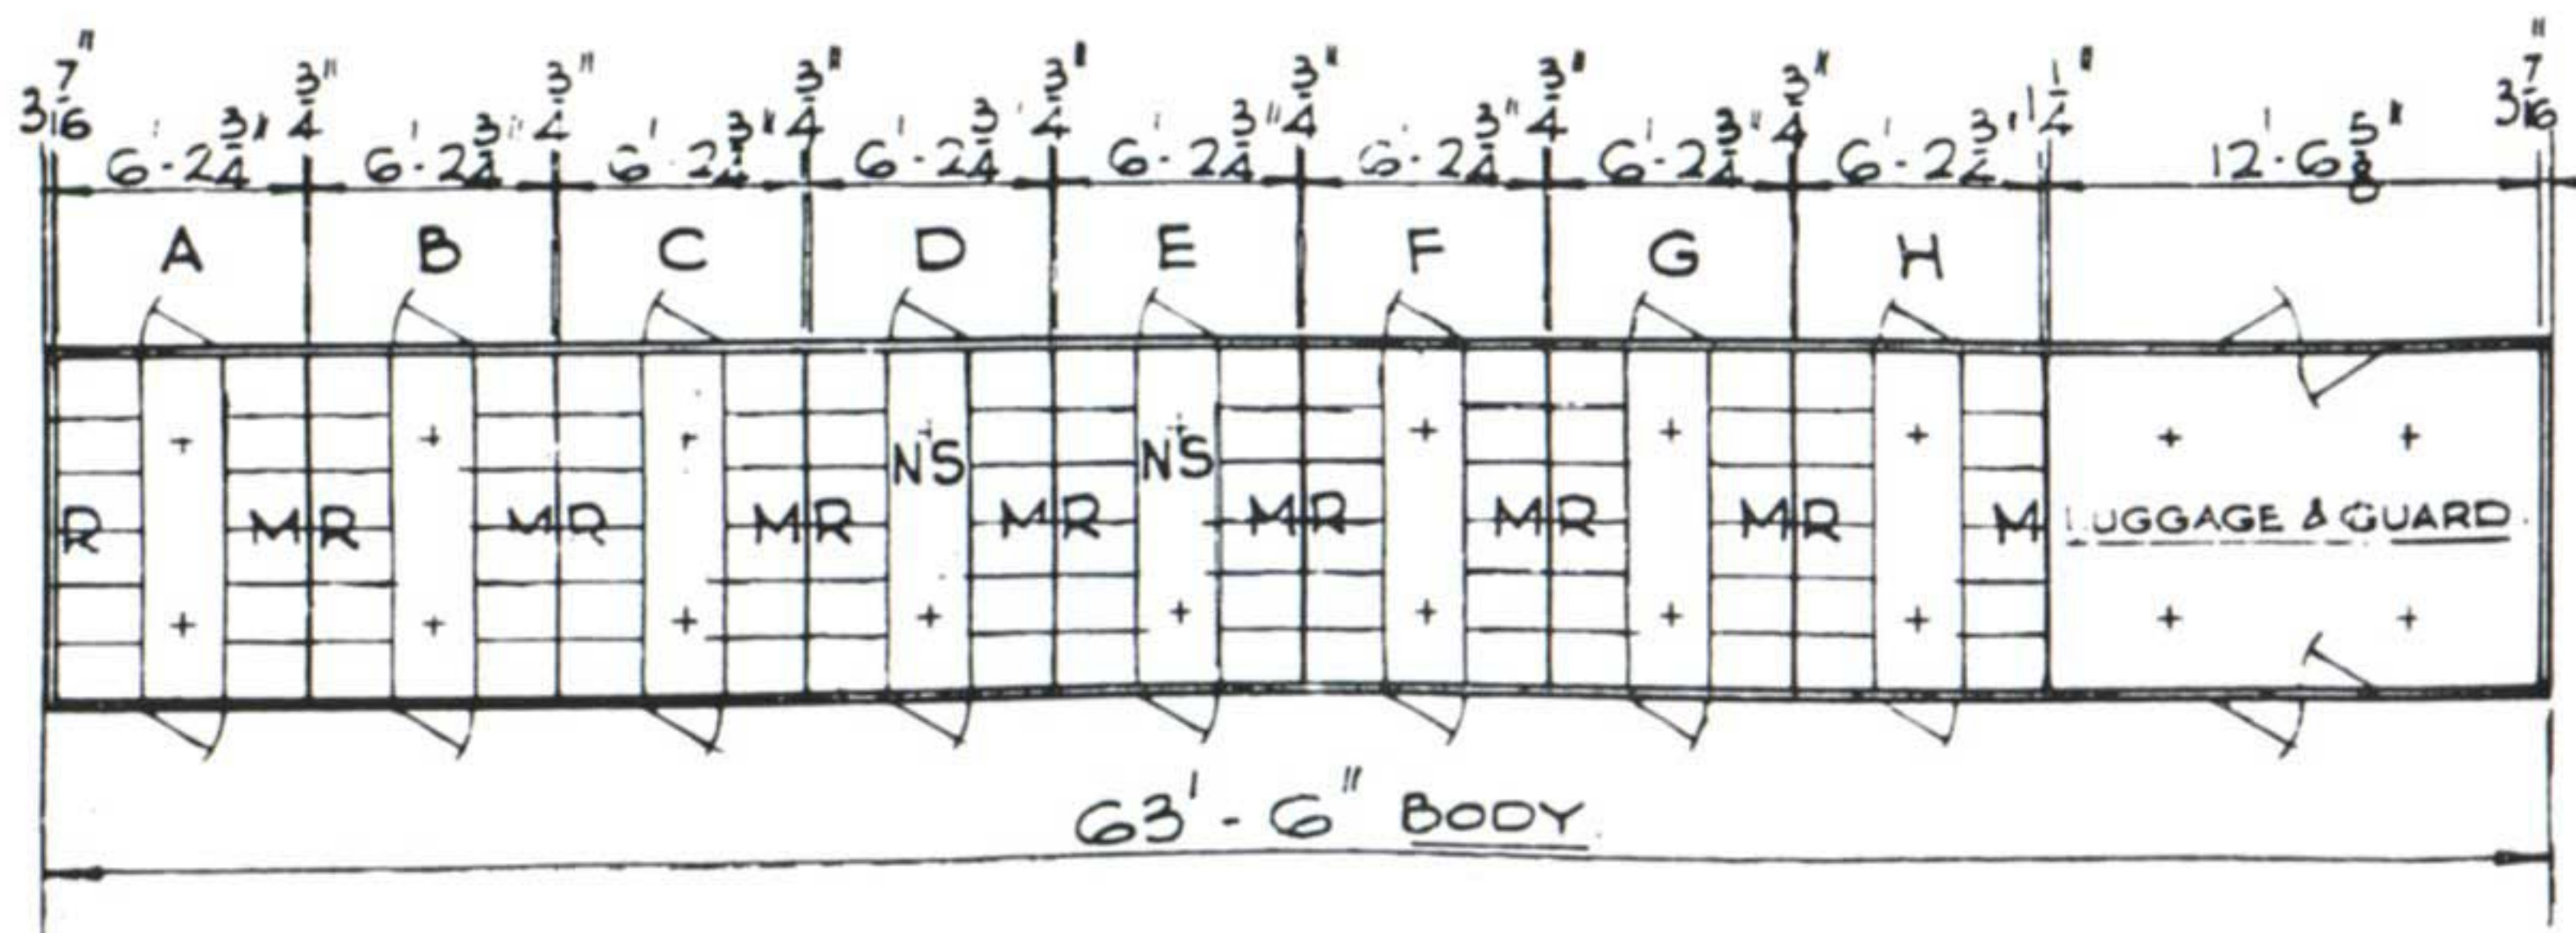 3 7/16" 3/4" 3/4" 3/4" 3/4" 3/4" 3/4" 3/4" 1 1/4" 3 7/16"
6'-2 3/4" 6'-2 3/4" 6'-2 3/4" 6'-2 3/4" 6'-2 3/4" 6'-2 3/4" 6'-2 3/4" 6'-2 3/4" 12'-6 5/8"
A B C D E F G H
NS NS
R MR MR MR MR MR MR MR M LUGGAGE & GUARD
63'-6" BODY